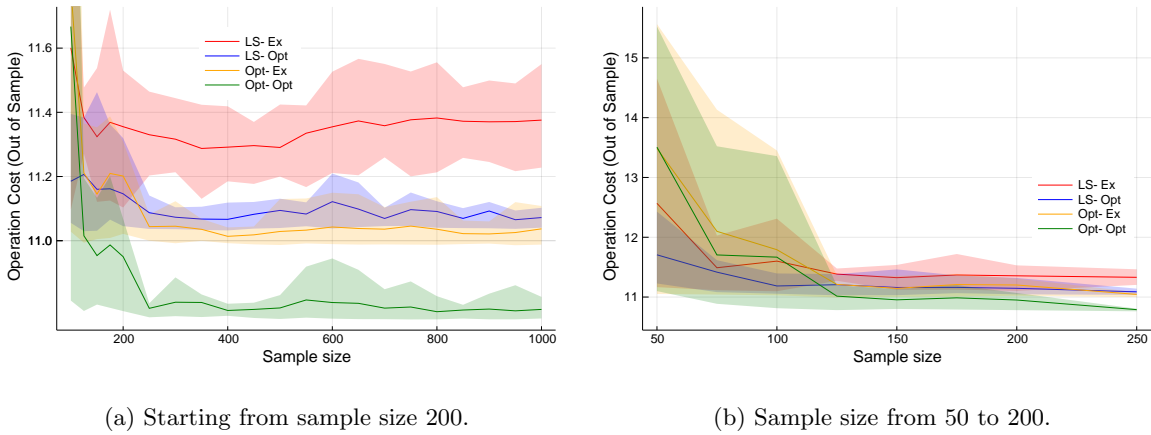 Operation Cost (Out of Sample)
11.6
11.4
11.2
11.0
LS- Ex
LS- Opt
Opt- Ex
Opt- Opt
200
400
600
800
1000
Sample size
(a) Starting from sample size 200.
Operation Cost (Out of Sample)
15
14
13
12
11
LS- Ex
LS- Opt
Opt- Ex
Opt- Opt
50
100
150
200
250
Sample size
(b) Sample size from 50 to 200.